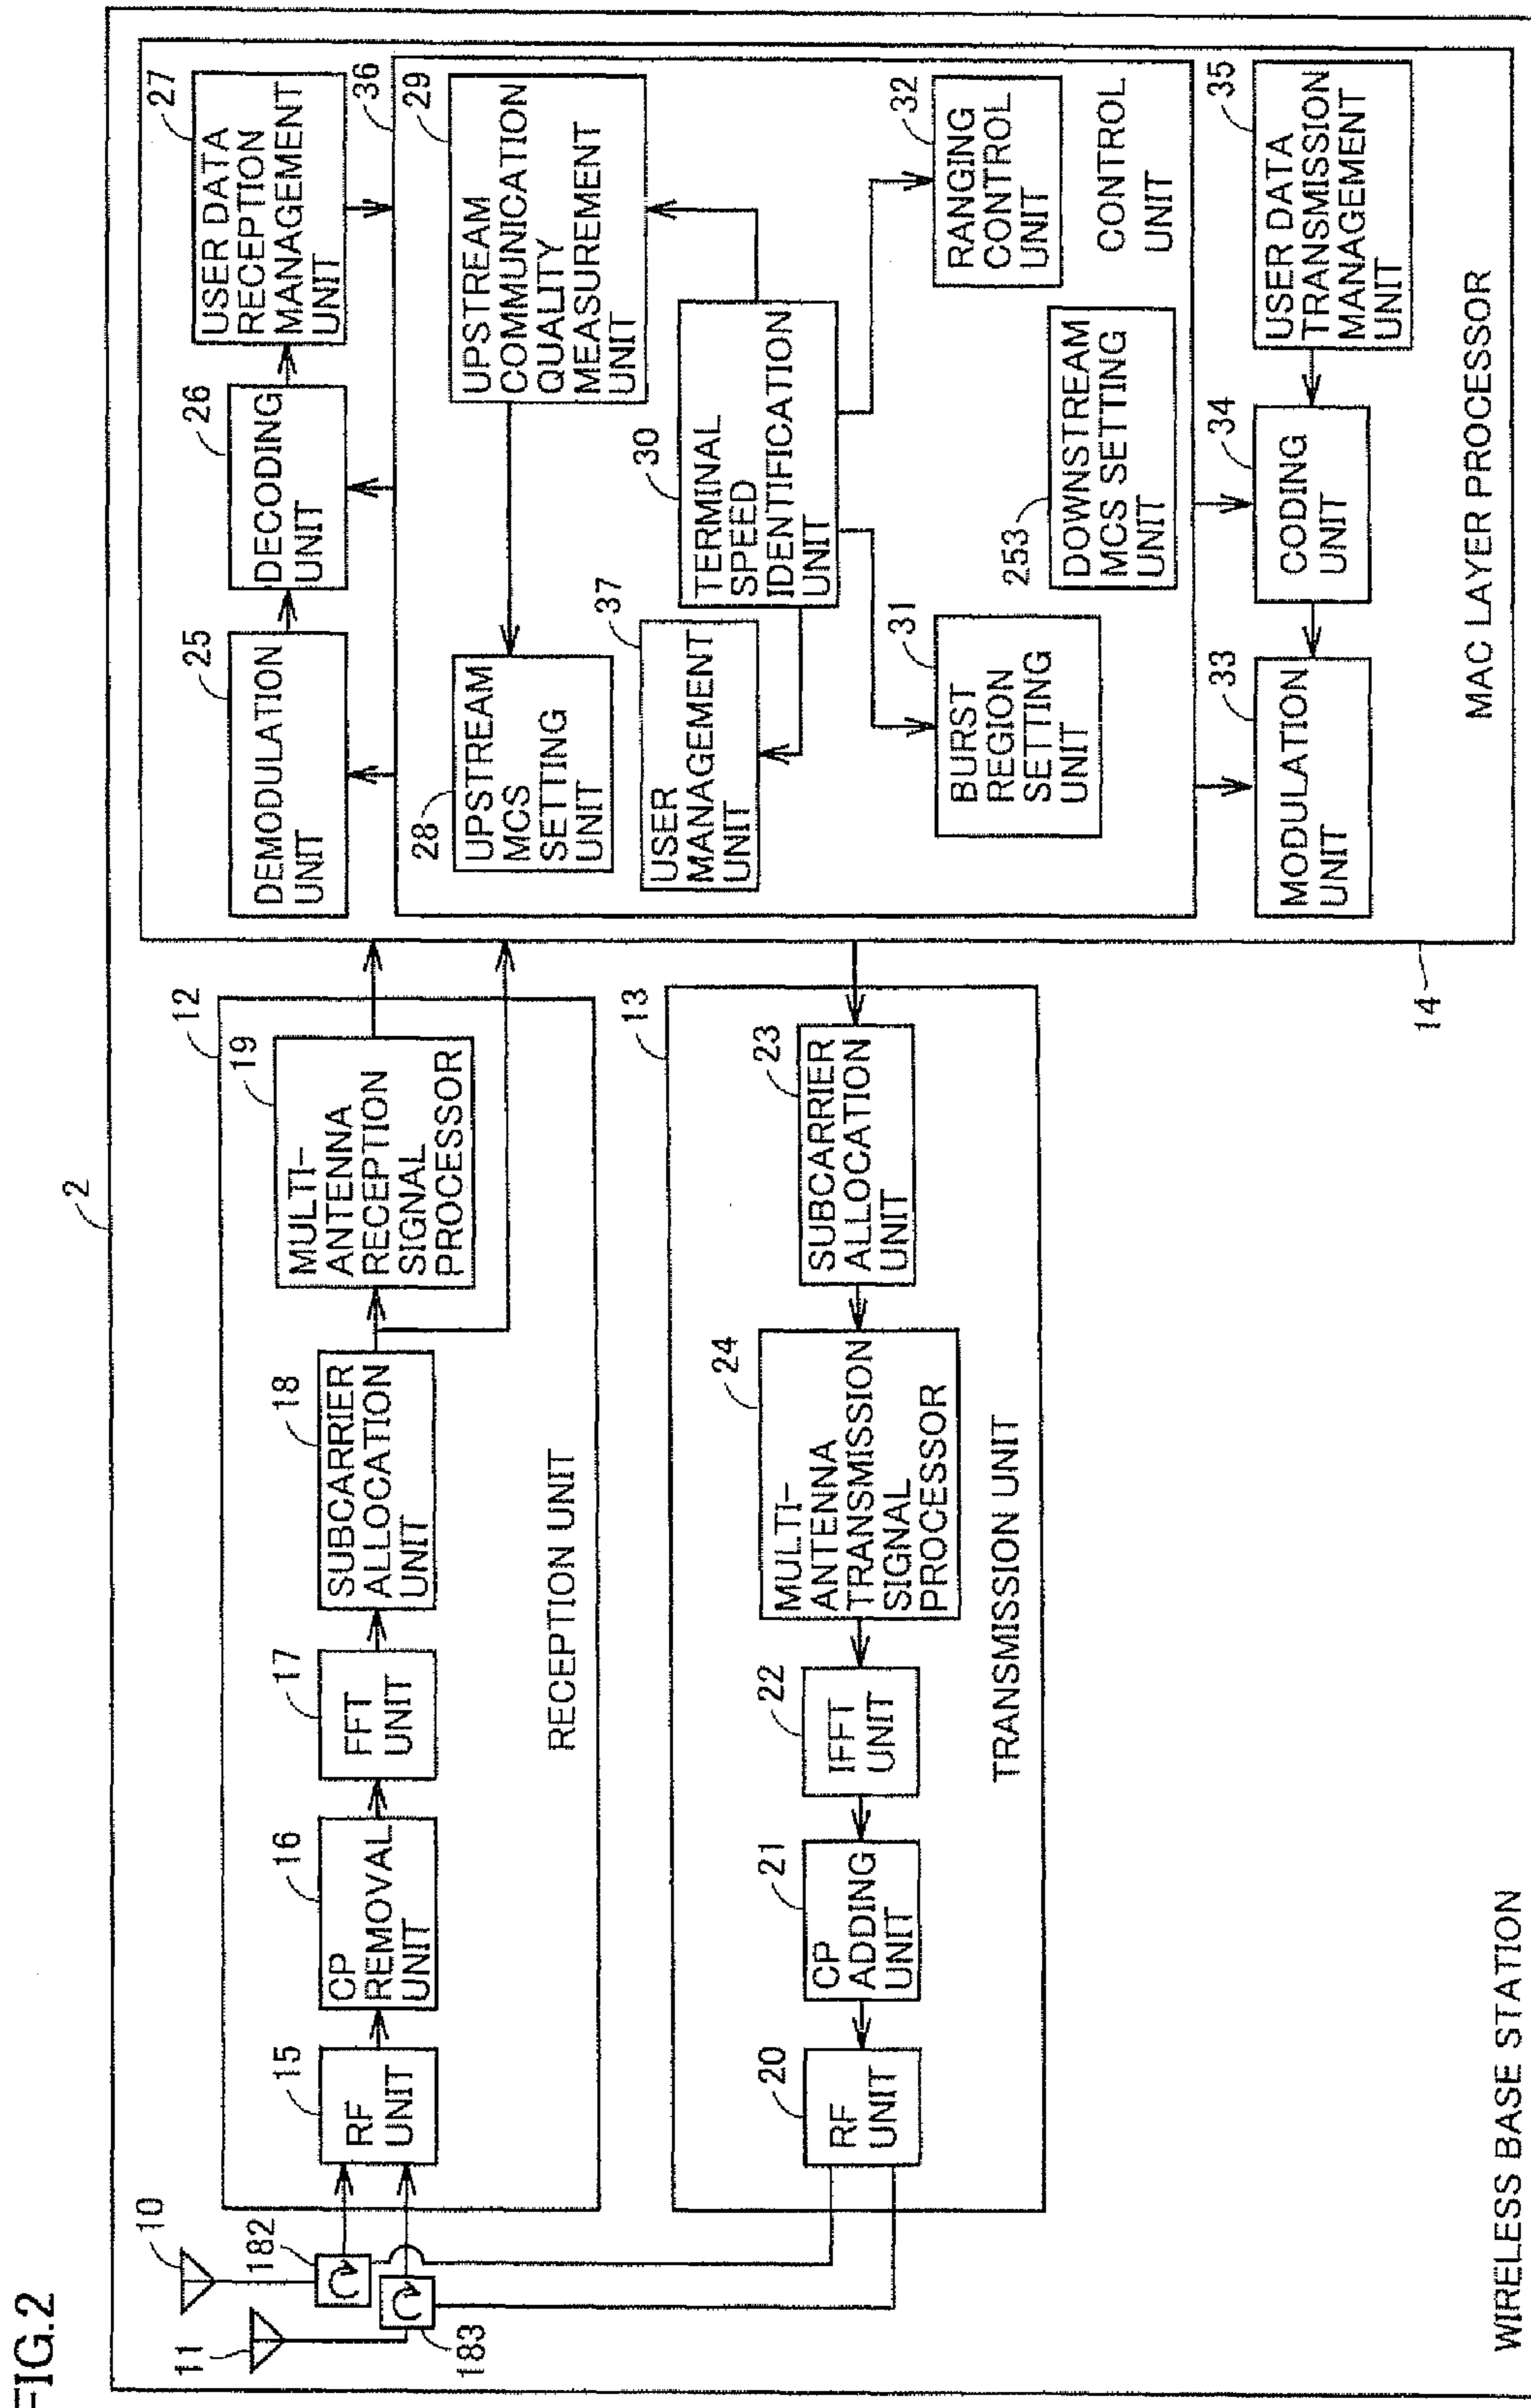 FIG.2
2
10
11
182
183
12
15
RF
UNIT
16
CP
REMOVAL
UNIT
17
FFT
UNIT
18
SUBCARRIER
ALLOCATION
UNIT
19
MULTI-
ANTENNA
RECEPTION
SIGNAL
PROCESSOR
RECEPTION UNIT
13
20
RF
UNIT
21
CP
ADDING
UNIT
22
IFFT
UNIT
24
MULTI-
ANTENNA
TRANSMISSION
SIGNAL
PROCESSOR
23
SUBCARRIER
ALLOCATION
UNIT
TRANSMISSION UNIT
14
25
DEMODULATION
UNIT
26
DECODING
UNIT
27
USER DATA
RECEPTION
MANAGEMENT
UNIT
36
28
UPSTREAM
MCS
SETTING
UNIT
29
UPSTREAM
COMMUNICATION
QUALITY
MEASUREMENT
UNIT
37
USER
MANAGEMENT
UNIT
30
TERMINAL
SPEED
IDENTIFICATION
UNIT
31
BURST
REGION
SETTING
UNIT
32
RANGING
CONTROL
UNIT
253
DOWNSTREAM
MCS SETTING
UNIT
CONTROL
UNIT
33
MODULATION
UNIT
34
CODING
UNIT
35
USER DATA
TRANSMISSION
MANAGEMENT
UNIT
MAC LAYER PROCESSOR
WIRELESS BASE STATION